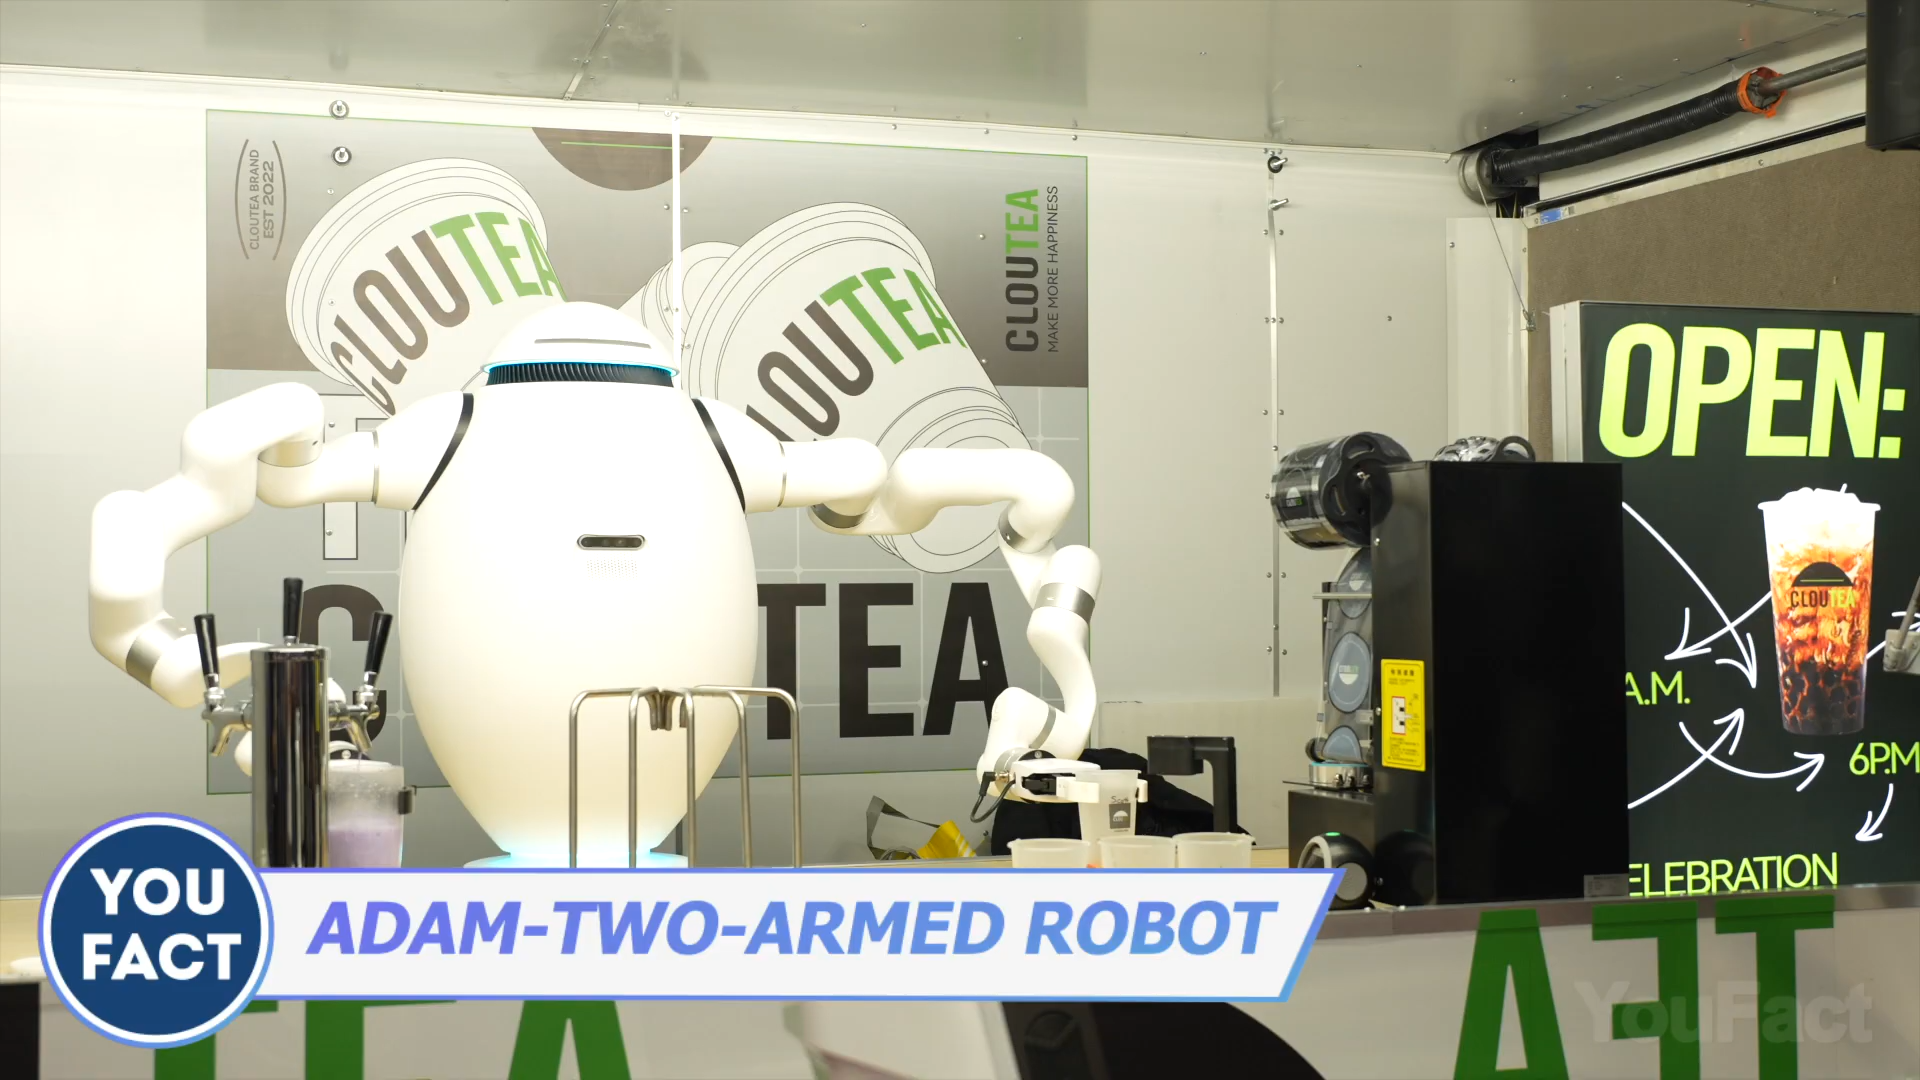 CLOUTEA BRAND
EST 2022
CLOUTEA
CLOUTEA
CLOUTEA
MAKE MORE HAPPINESS
TEA
OPEN:
CLOUTEA
A.M.
6P.M
ELEBRATION
YOU
FACT
ADAM-TWO-ARMED ROBOT
TEA
YouFact